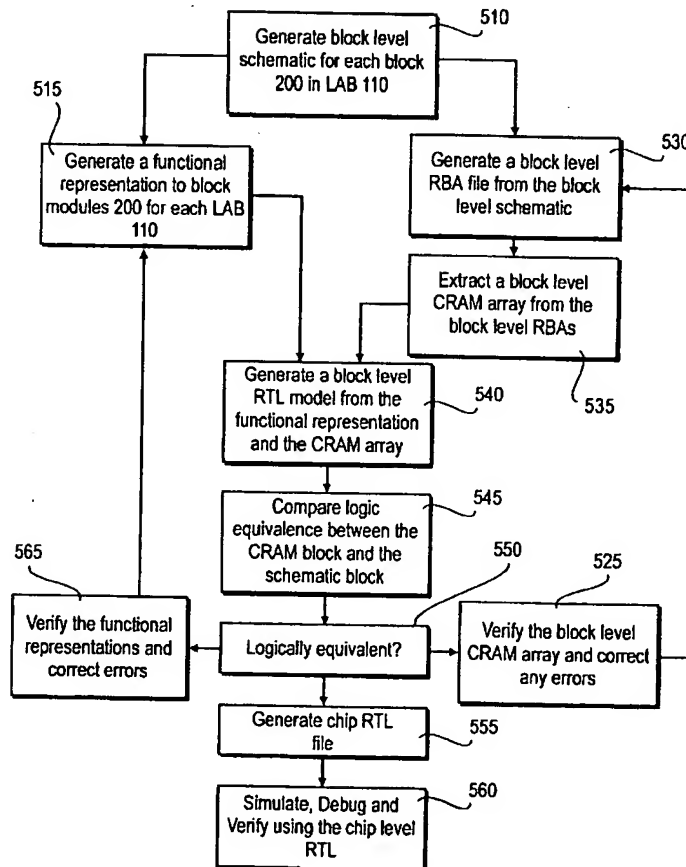 510
Generate block level
schematic for each block
200 in LAB 110
515
Generate a functional
representation to block
modules 200 for each LAB
110
530
Generate a block level
RBA file from the block
level schematic
Extract a block level
CRAM array from the
block level RBAs
535
Generate a block level
RTL model from the
functional representation
and the CRAM array
540
Compare logic
equivalence between the
CRAM block and the
schematic block
545
565
Verify the functional
representations and
correct errors
550
Logically equivalent?
525
Verify the block level
CRAM array and correct
any errors
Generate chip RTL
file
555
Simulate, Debug and
Verify using the chip level
RTL
560